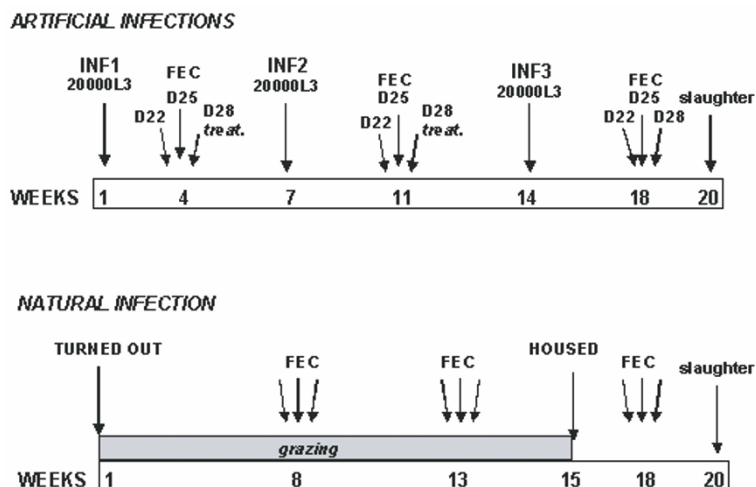 ARTIFICIAL INFECTIONS
INF1
20000L3
FEC
D25
D22
D28
treat.
INF2
20000L3
FEC
D25
D22
D28
treat.
INF3
20000L3
FEC
D25
D22
D28
slaughter
WEEKS 1 4 7 11 14 18 20
NATURAL INFECTION
TURNED OUT
FEC
FEC
HOUSED
FEC
slaughter
grazing
WEEKS 1 8 13 15 18 20